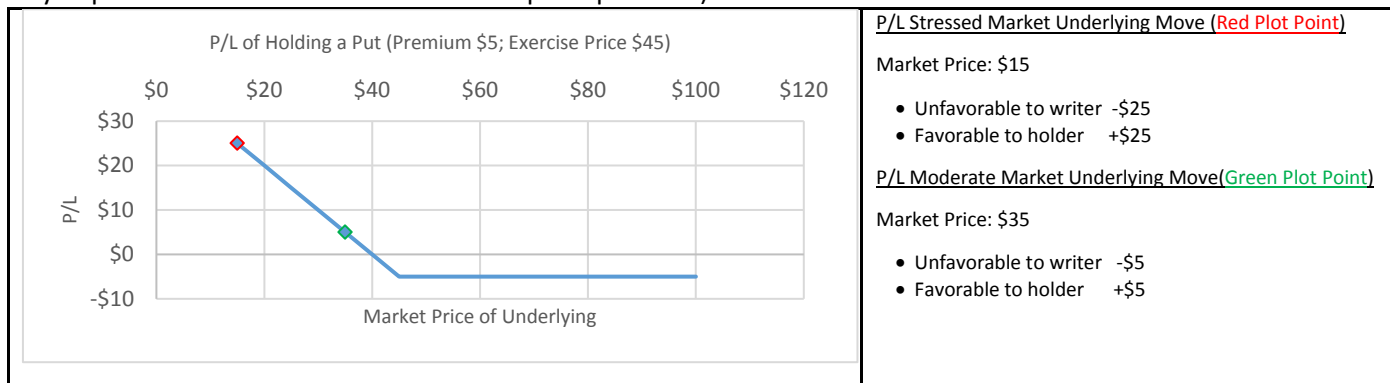 P/L of Holding a Put (Premium $5; Exercise Price $45)
$0 $20 $40 $60 $80 $100 $120
$30
$20
$10
$0
-$10
P/L
Market Price of Underlying
P/L Stressed Market Underlying Move (Red Plot Point)
Market Price: $15
• Unfavorable to writer -$25
• Favorable to holder +$25
P/L Moderate Market Underlying Move(Green Plot Point)
Market Price: $35
• Unfavorable to writer -$5
• Favorable to holder +$5